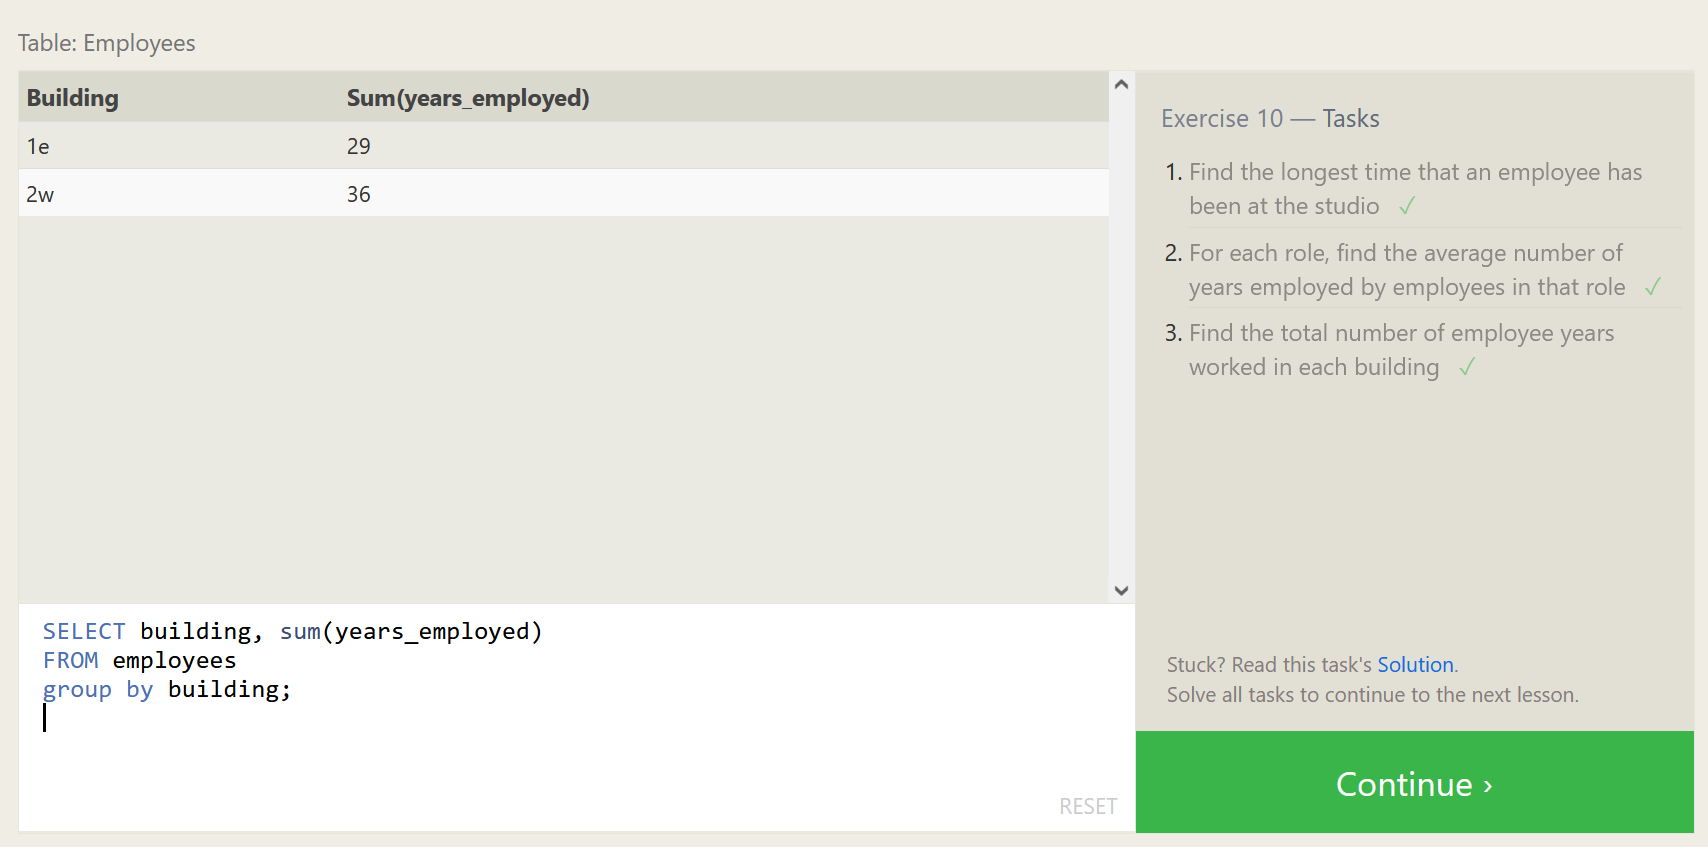 Table: Employees
Building Sum(years_employed)
1e 29
2w 36
SELECT building, sum(years_employed)
FROM employees
group by building;
RESET
Exercise 10 — Tasks
1. Find the longest time that an employee has
been at the studio ✓
2. For each role, find the average number of
years employed by employees in that role ✓
3. Find the total number of employee years
worked in each building ✓
Stuck? Read this task's Solution.
Solve all tasks to continue to the next lesson.
Continue ›